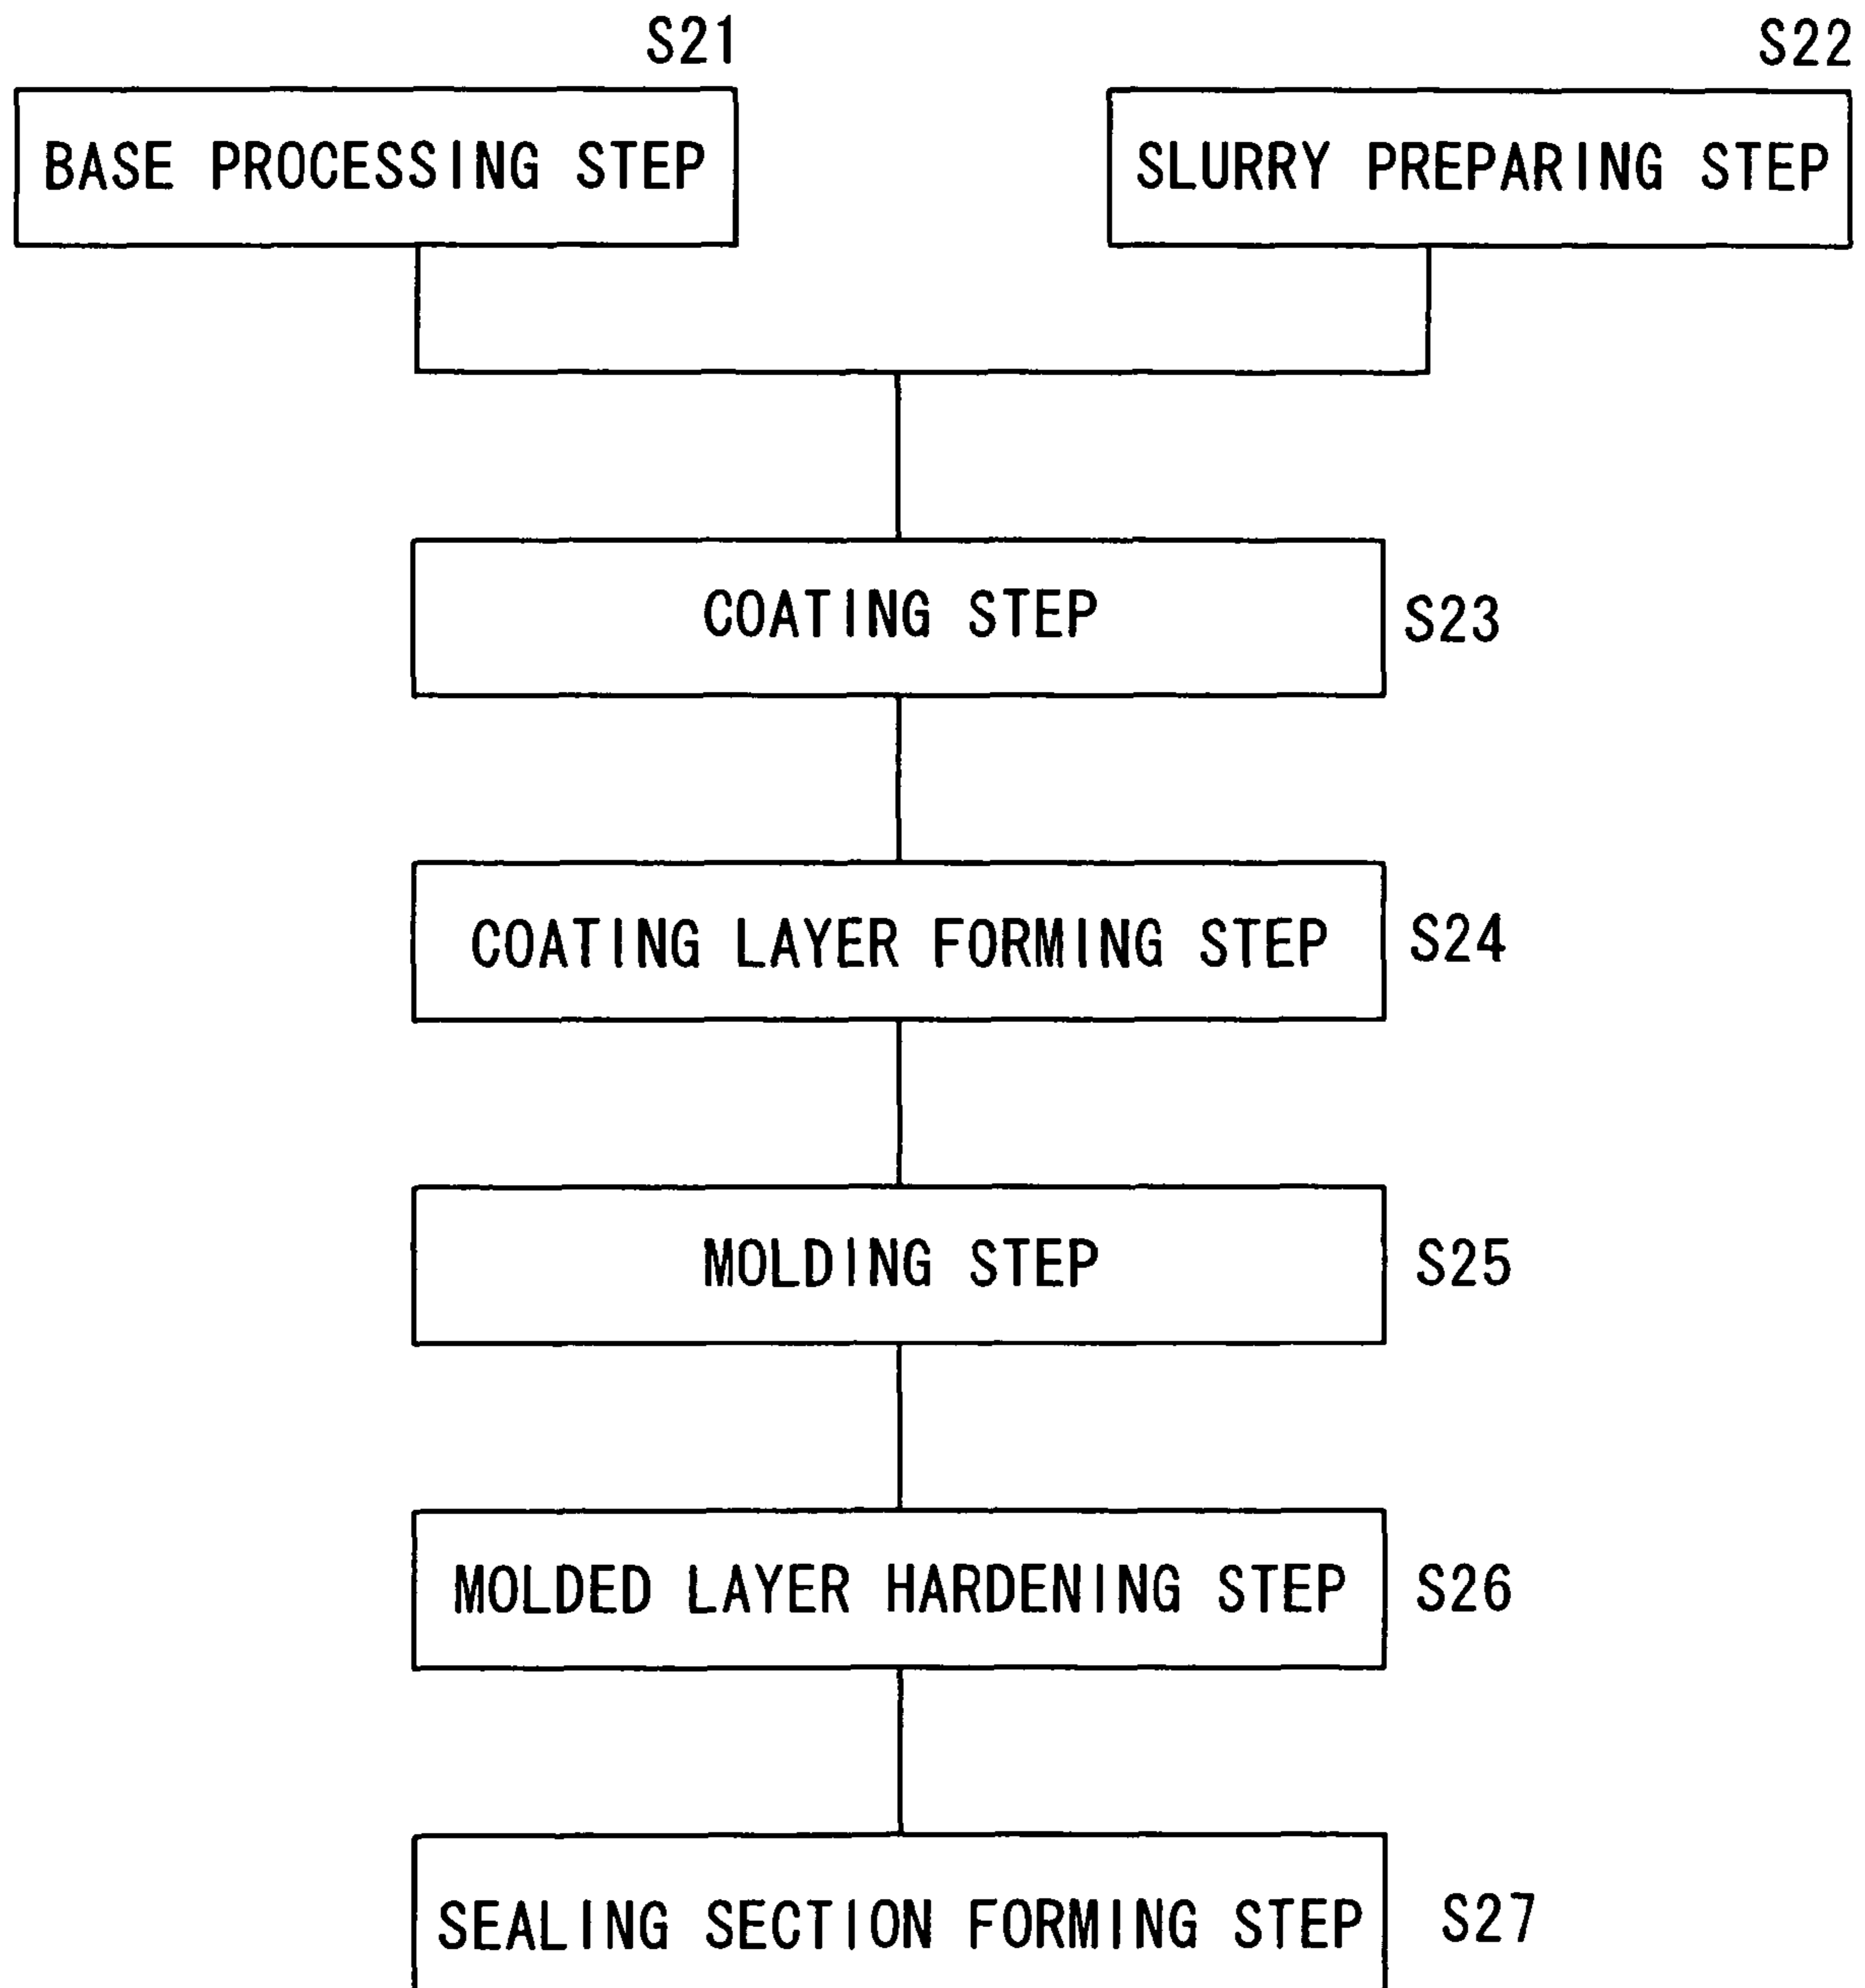 S21
S22
BASE PROCESSING STEP
SLURRY PREPARING STEP
COATING STEP
S23
COATING LAYER FORMING STEP
S24
MOLDING STEP
S25
MOLDED LAYER HARDENING STEP
S26
SEALING SECTION FORMING STEP
S27